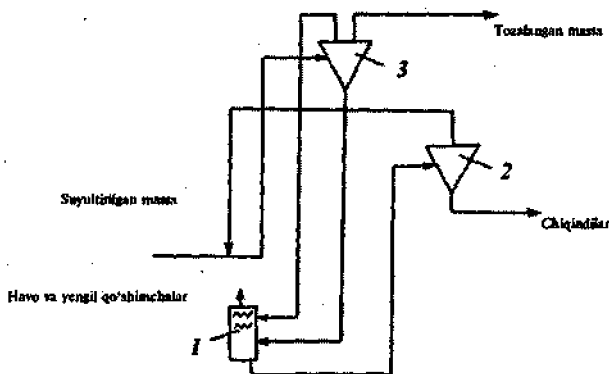 Tozalangan massa
3
2
Suyultirilgan massa
Chiqindilar
Havo va yengil qo'shimchalar
1